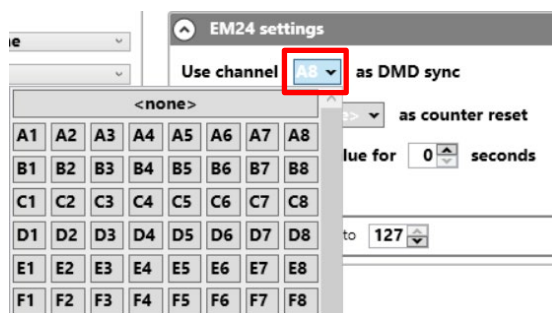 ne
EM24 settings
Use channel A8 as DMD sync
<none>
e> as counter reset
A1 A2 A3 A4 A5 A6 A7 A8
lue for 0 seconds
B1 B2 B3 B4 B5 B6 B7 B8
C1 C2 C3 C4 C5 C6 C7 C8
D1 D2 D3 D4 D5 D6 D7 D8
to 127
E1 E2 E3 E4 E5 E6 E7 E8
F1 F2 F3 F4 F5 F6 F7 F8